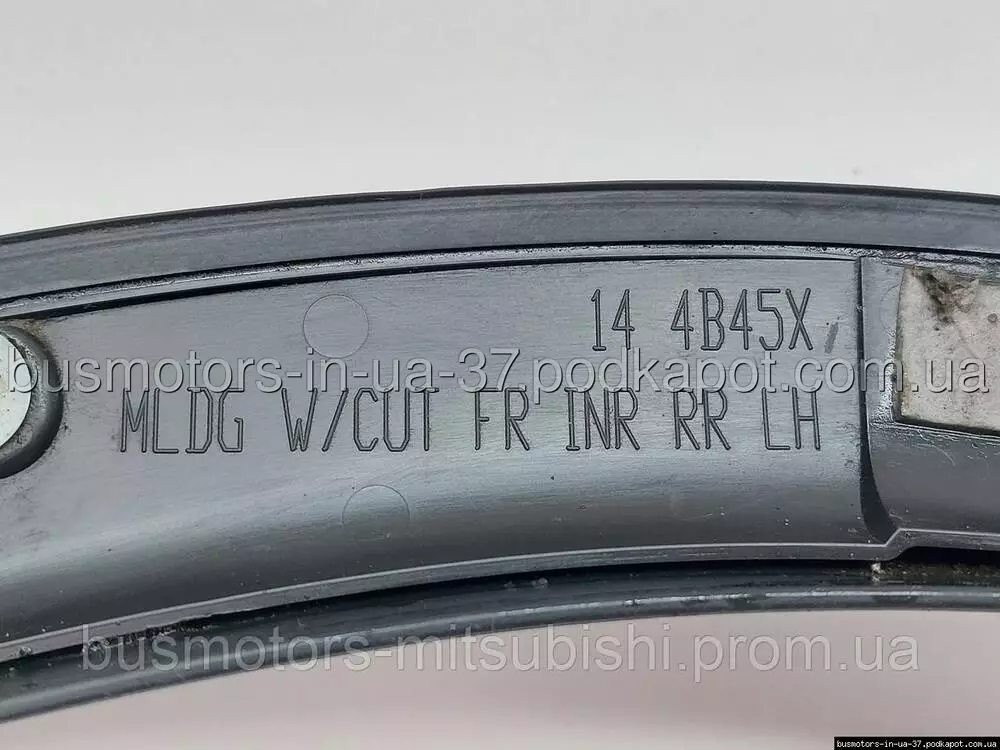 14 4B45X
busmotors-in-ua-37.podkapot.com.ua
MLDG W/CUT FR INR RR LH
busmotors-mitsubishi.prom.ua
busmotors-in-ua-37.podkapot.com.ua